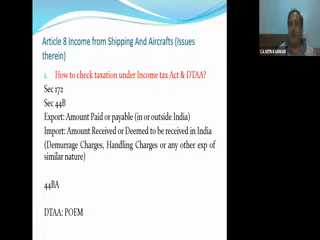 Article 8 Income from Shipping And Aircrafts (Issues
therein)
1. How to check taxation under Income tax Act & DTAA?
Sec 172
Sec 44B
Export: Amount Paid or payable (in or outside India)
Import: Amount Received or Deemed to be received in India
(Demurrage Charges, Handling Charges or any other exp of
similar nature)
44BA
DTAA: POEM